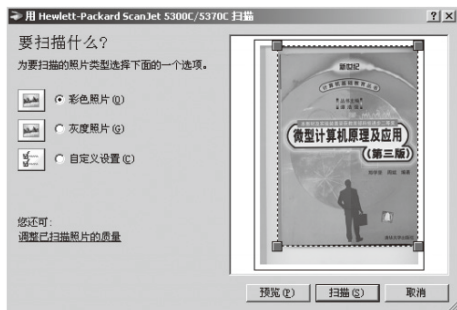 用 Hewlett-Packard ScanJet 5300C/5370C 扫描
要扫描什么?
为要扫描的照片类型选择下面的一个选项。
彩色照片(O)
灰度照片(G)
自定义设置(C)
您还可:
调整已扫描照片的质量
新世纪
微型计算机原理及应用
(第三版)
预览(P)
扫描(S)
取消